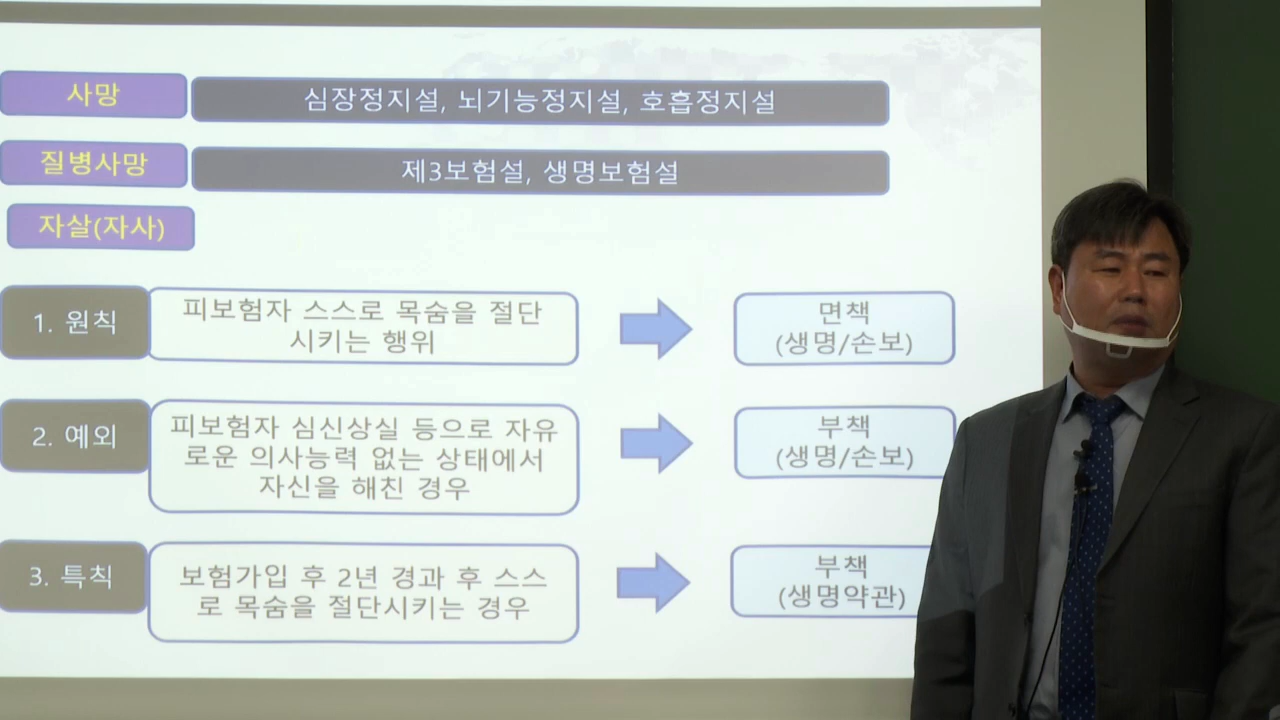 사망
심장정지설, 뇌기능정지설, 호흡정지설
질병사망
제3보험설, 생명보험설
자살(자사)
1. 원칙
피보험자 스스로 목숨을 절단
시키는 행위
면책
(생명/손보)
2. 예외
피보험자 심신상실 등으로 자유
로운 의사능력 없는 상태에서
자신을 해친 경우
부책
(생명/손보)
3. 특칙
보험가입 후 2년 경과 후 스스
로 목숨을 절단시키는 경우
부책
(생명약관)